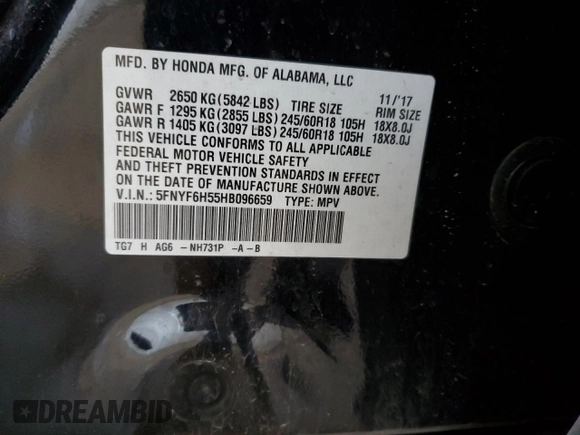 MFD. BY HONDA MFG. OF ALABAMA, LLC
11/'17
GVWR 2650 KG (5842 LBS) TIRE SIZE RIM SIZE
GAWR F 1295 KG (2855 LBS) 245/60R18 105H 18X8.0J
GAWR R 1405 KG (3097 LBS) 245/60R18 105H 18X8.0J
THIS VEHICLE CONFORMS TO ALL APPLICABLE
FEDERAL MOTOR VEHICLE SAFETY
AND THEFT PREVENTION STANDARDS IN EFFECT
ON THE DATE OF MANUFACTURE SHOWN ABOVE.
V.I.N.: 5FNYF6H55HB096659 TYPE: MPV
TG7 H AG6 - NH731P -A - B
DREAMBID